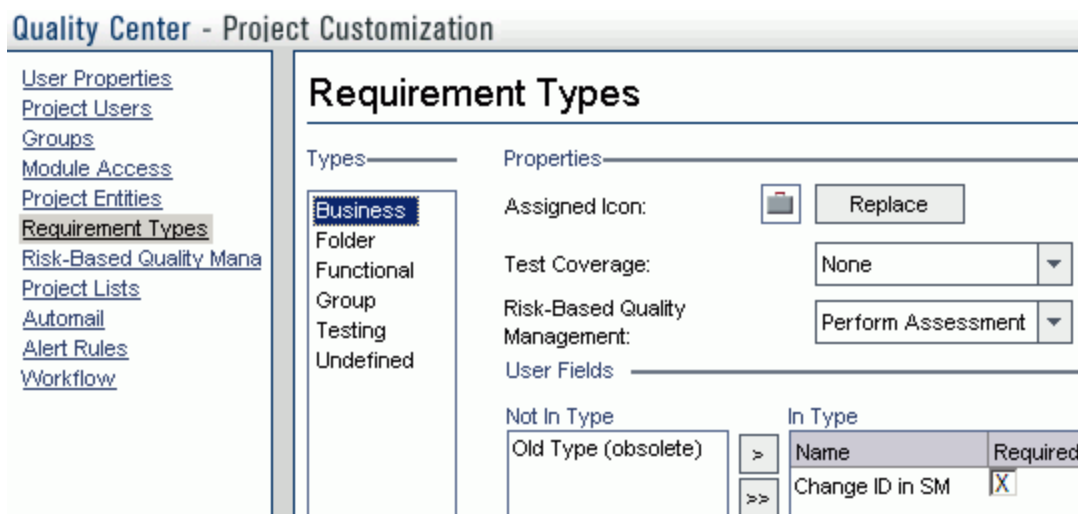 Quality Center - Project Customization
User Properties
Project Users
Groups
Module Access
Project Entities
Requirement Types
Risk-Based Quality Mana
Project Lists
Automail
Alert Rules
Workflow
Requirement Types
Types
Business
Folder
Functional
Group
Testing
Undefined
Properties
Assigned Icon:
Replace
Test Coverage:
None
Risk-Based Quality
Management:
Perform Assessment
User Fields
Not In Type
Old Type (obsolete)
>
>>
In Type
Name Required
Change ID in SM X